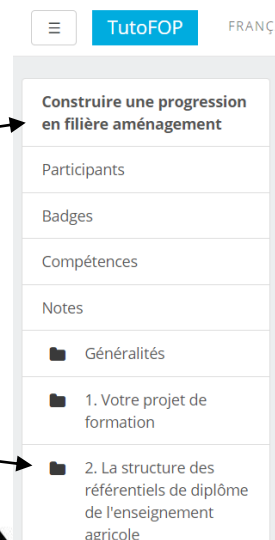 ☰ TutoFOP FRANÇ
Construire une progression
en filière aménagement
Participants
Badges
Compétences
Notes
Généralités
1. Votre projet de
formation
2. La structure des
référentiels de diplôme
de l'enseignement
agricole